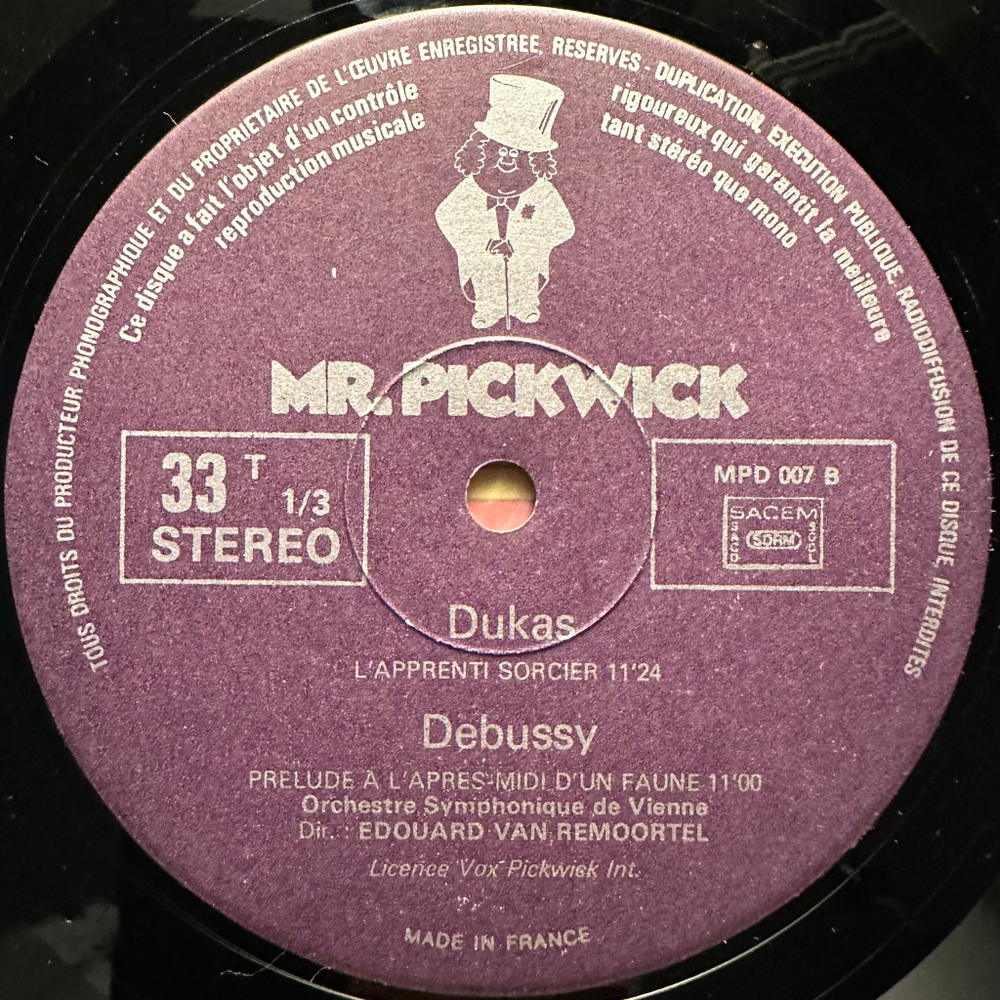 TOUS DROITS DU PRODUCTEUR PHONOGRAPHIQUE ET DU PROPRIETAIRE DE L'ŒUVRE ENREGISTREE, RESERVES - DUPLICATION, EXECUTION PUBLIQUE, RADIODIFFUSION DE CE DISQUE, INTERDITES
Ce disque a fait l'objet d'un contrôle rigoureux qui garantit la meilleure
reproduction musicale tant stéréo que mono
MR. PICKWICK
33 T 1/3
STEREO
MPD 007 B
SACEM
SACD SDRM SGDL
Dukas
L'APPRENTI SORCIER 11'24
Debussy
PRELUDE A L'APRES-MIDI D'UN FAUNE 11'00
Orchestre Symphonique de Vienne
Dir. : EDOUARD VAN REMOORTEL
Licence Vox Pickwick Int.
MADE IN FRANCE